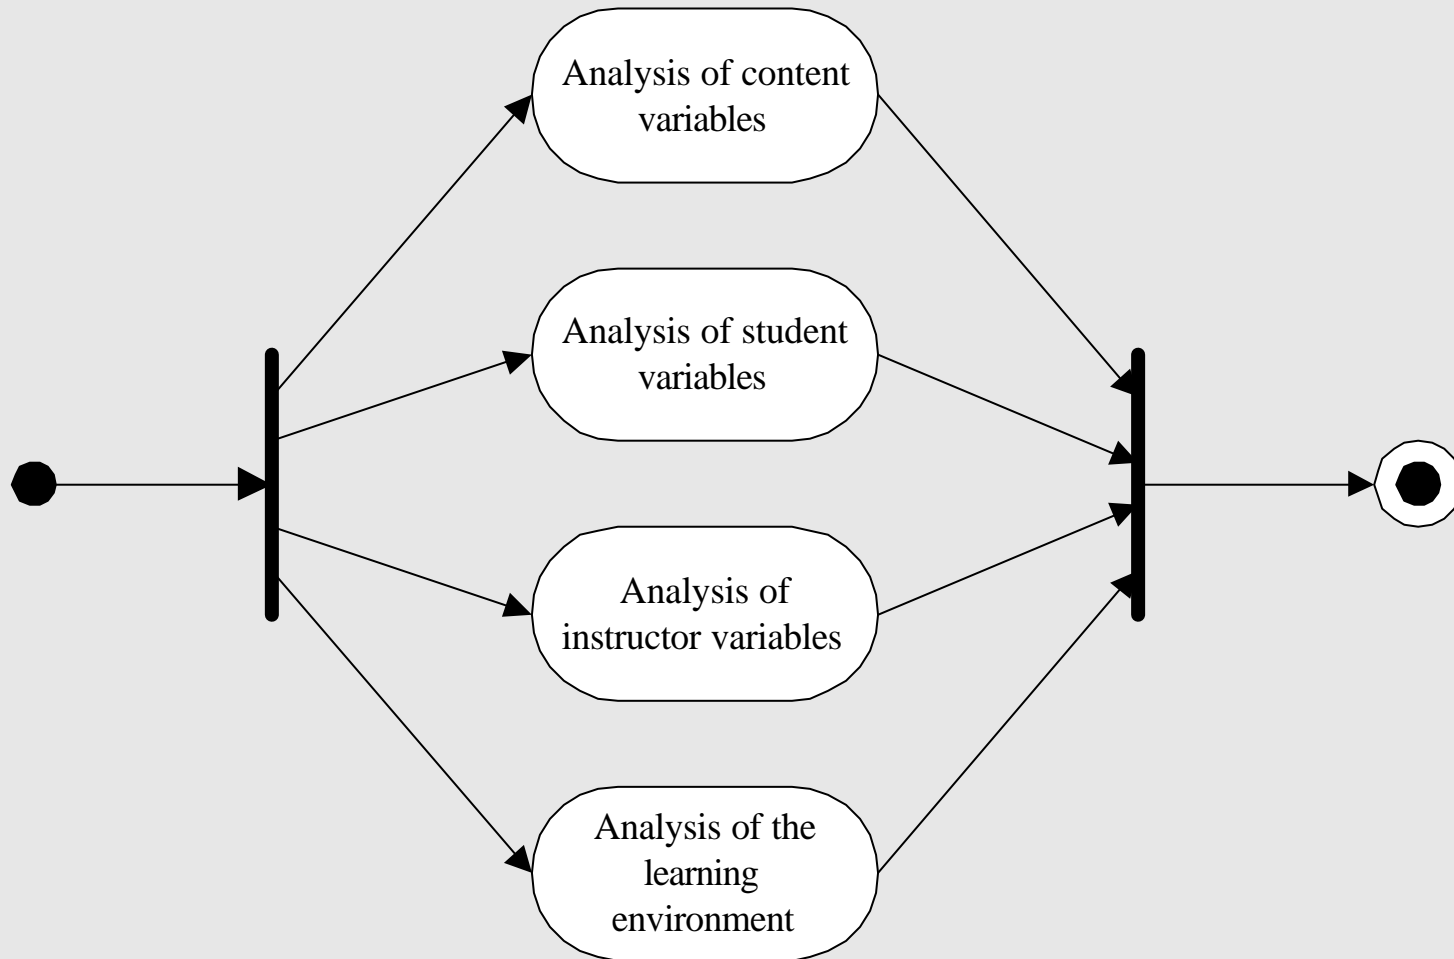 Analysis of content
variables
Analysis of student
variables
Analysis of
instructor variables
Analysis of the
learning
environment